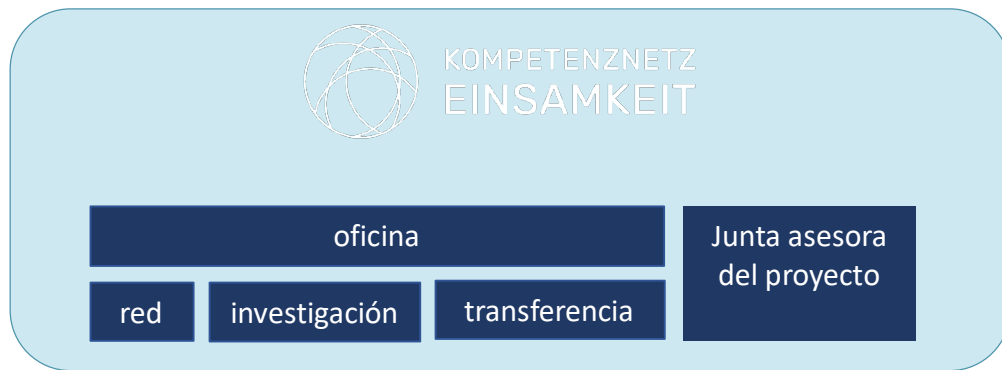 KOMPETENZNETZ
EINSAMKEIT
oficina
Junta asesora
del proyecto
red
investigación
transferencia